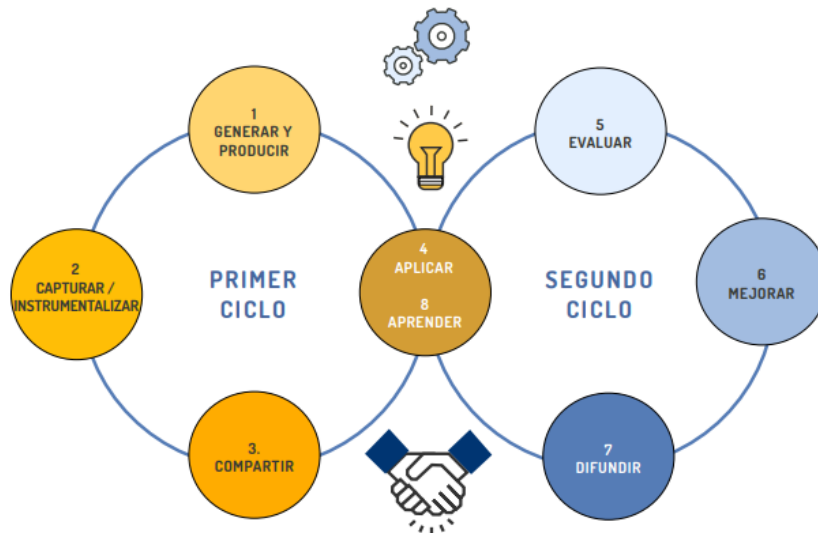 1
GENERAR Y
PRODUCIR
2
CAPTURAR /
INSTRUMENTALIZAR
PRIMER
CICLO
3.
COMPARTIR
4
APLICAR
8
APRENDER
5
EVALUAR
SEGUNDO
CICLO
6
MEJORAR
7
DIFUNDIR